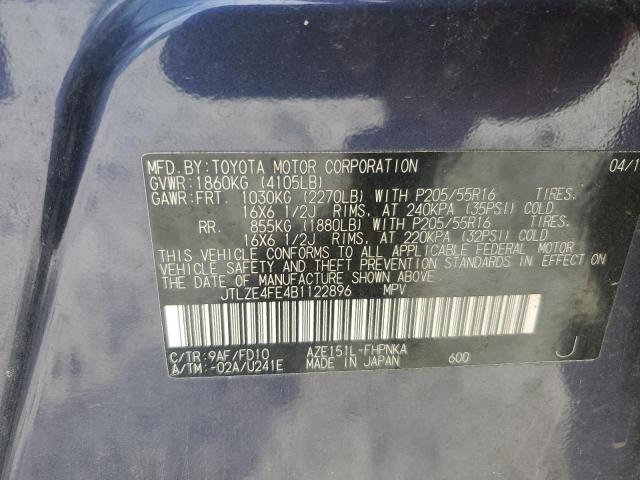 MFD.BY:TOYOTA MOTOR CORPORATION 04/1
GVWR:1860KG (4105LB)
GAWR:FRT. 1030KG (2270LB) WITH P205/55R16 TIRES,
16X6 1/2J RIMS, AT 240KPA (35PSI) COLD.
RR. 855KG (1880LB) WITH P205/55R16 TIRES,
16X6 1/2J RIMS, AT 220KPA (32PSI) COLD.
THIS VEHICLE CONFORMS TO ALL APPLICABLE FEDERAL MOTOR
VEHICLE SAFETY STANDARDS IN EFFECT ON
THE DATE OF MANUFACTURE SHOWN ABOVE.
JTLZE4FE4B1122896 MPV
C/TR:9AF/FD10 AZE151L-FHPNKA 600 J
A/TM:-02A/U241E MADE IN JAPAN